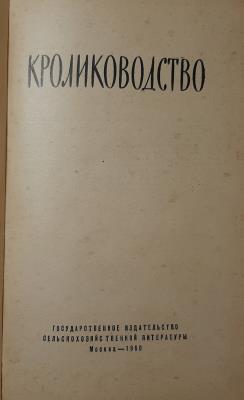 КРОЛИКОВОДСТВО
ГОСУДАРСТВЕННОЕ ИЗДАТЕЛЬСТВО
СЕЛЬСКОХОЗЯЙСТВЕННОЙ ЛИТЕРАТУРЫ
Москва—1960